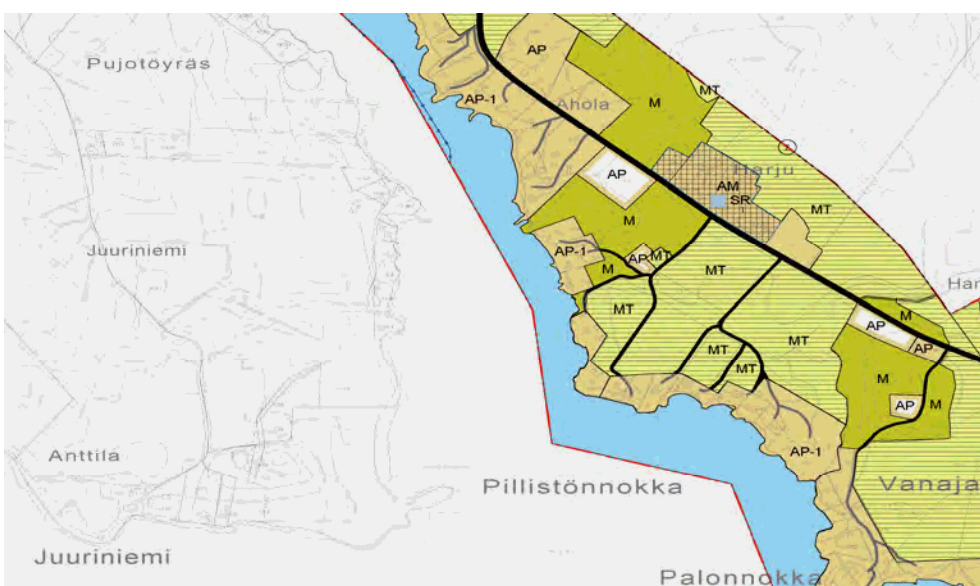 AP
Pujotöyräs
MT
AP-1
Ahola
M
AP
Harju
AM
SR
MT
M
Juuriniemi
AP-1
AP
MT
M
MT
MT
Har
M
AP
MT
AP
MT
MT
M
AP
M
Anttila
AP-1
Pillistönnokka
Vanaja
Juuriniemi
Palonnokka